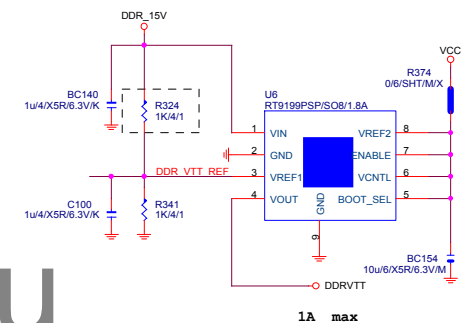 DDR_15V
VCC
R374
0/6/SHT/M/X
BC140
1u/4/X5R/6.3V/K
R324
1K/4/1
U6
RT9199PSP/SO8/1.8A
1 VIN VREF2 8
2 GND ENABLE 7
DDR_VTT_REF 3 VREF1 VCNTL 6
4 VOUT BOOT_SEL 5
GND
9
C100
1u/4/X5R/6.3V/K
R341
1K/4/1
BC154
10u/6/X5R/6.3V/M
DDRVTT
1A max
u